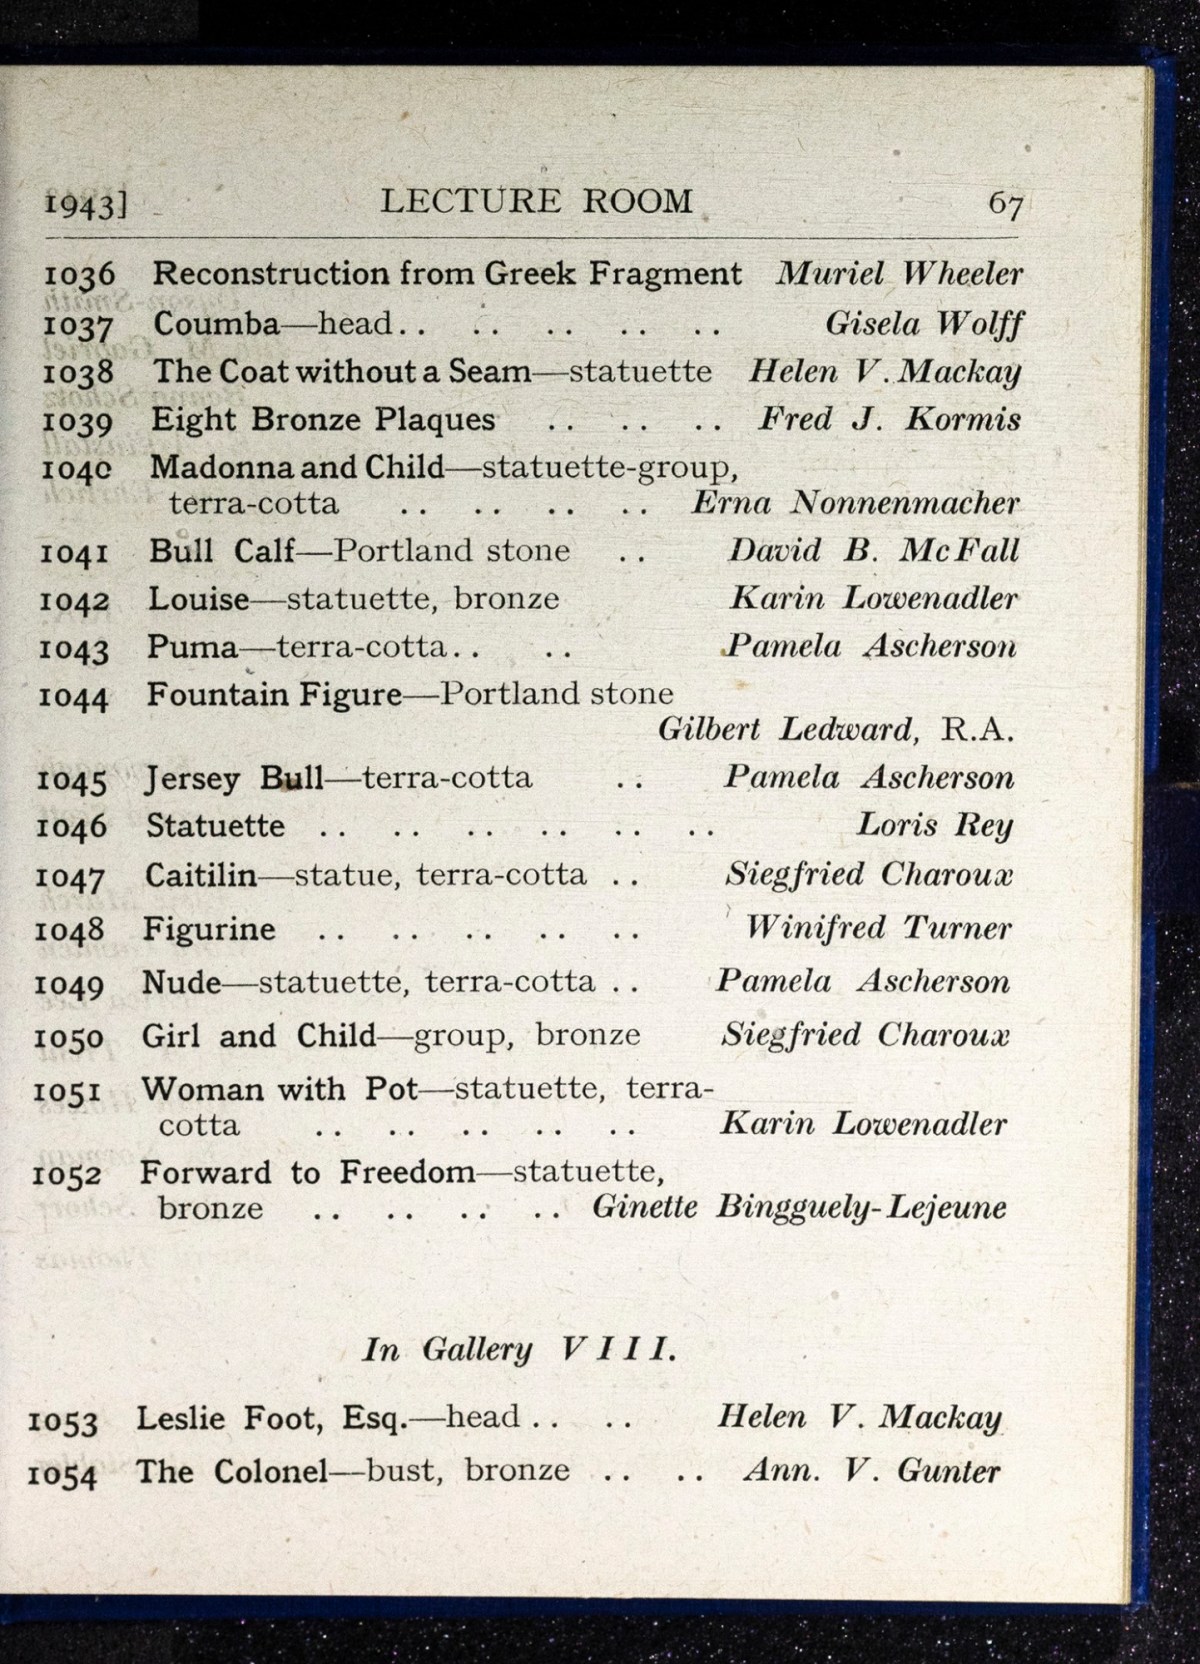 1943] LECTURE ROOM 67
1036 Reconstruction from Greek Fragment Muriel Wheeler
1037 Coumba—head.. .. .. .. .. Gisela Wolff
1038 The Coat without a Seam—statuette Helen V. Mackay
1039 Eight Bronze Plaques .. .. .. Fred J. Kormis
1040 Madonna and Child—statuette-group,
terra-cotta .. .. .. .. Erna Nonnenmacher
1041 Bull Calf—Portland stone .. David B. McFall
1042 Louise—statuette, bronze Karin Lowenadler
1043 Puma—terra-cotta.. .. Pamela Ascherson
1044 Fountain Figure—Portland stone
Gilbert Ledward, R.A.
1045 Jersey Bull—terra-cotta .. Pamela Ascherson
1046 Statuette .. .. .. .. .. .. Loris Rey
1047 Caitilin—statue, terra-cotta .. Siegfried Charoux
1048 Figurine .. .. .. .. .. Winifred Turner
1049 Nude—statuette, terra-cotta .. Pamela Ascherson
1050 Girl and Child—group, bronze Siegfried Charoux
1051 Woman with Pot—statuette, terra-
cotta .. .. .. .. .. Karin Lowenadler
1052 Forward to Freedom—statuette,
bronze .. .. .. .. Ginette Bingguely-Lejeune
In Gallery VIII.
1053 Leslie Foot, Esq.—head .. .. Helen V. Mackay
1054 The Colonel—bust, bronze .. .. Ann. V. Gunter